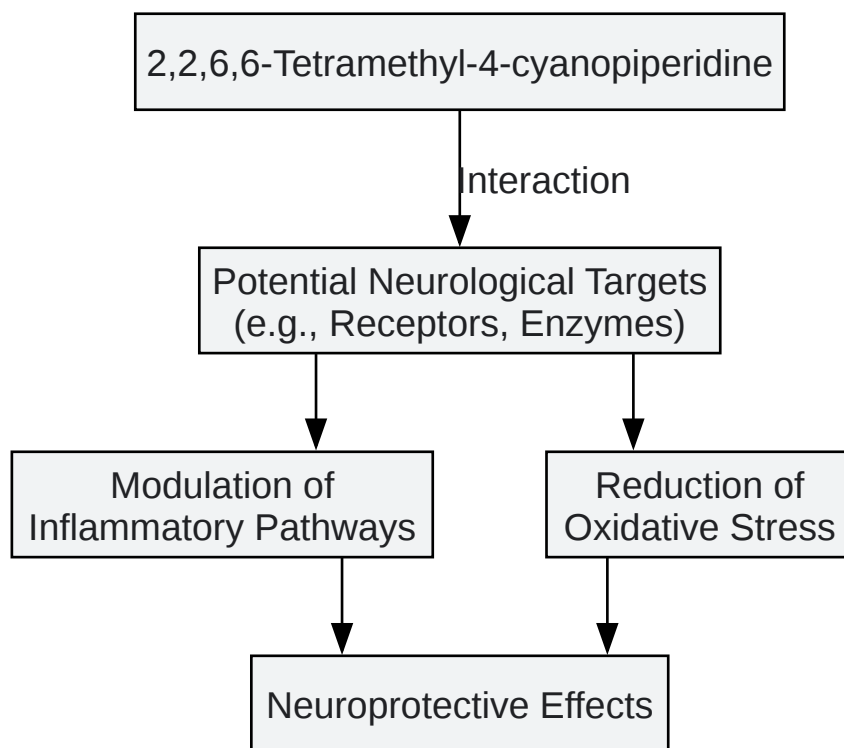 2,2,6,6-Tetramethyl-4-cyanopiperidine
Interaction
Potential Neurological Targets
(e.g., Receptors, Enzymes)
Modulation of
Inflammatory Pathways
Reduction of
Oxidative Stress
Neuroprotective Effects